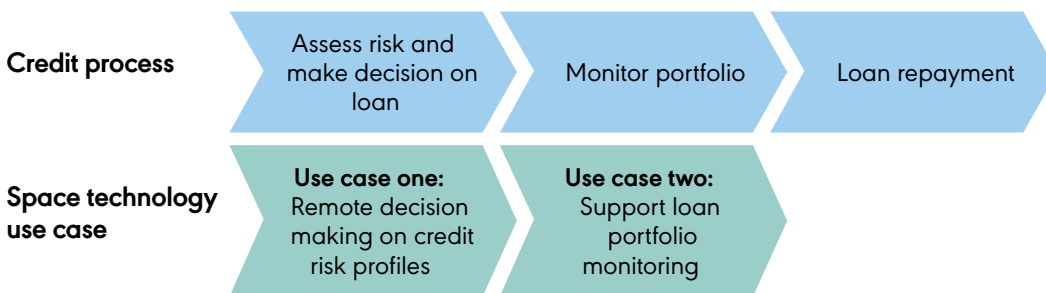 Credit process
Assess risk and
make decision on
loan
Monitor portfolio
Loan repayment
Space technology
use case
Use case one:
Remote decision
making on credit
risk profiles
Use case two:
Support loan
portfolio
monitoring